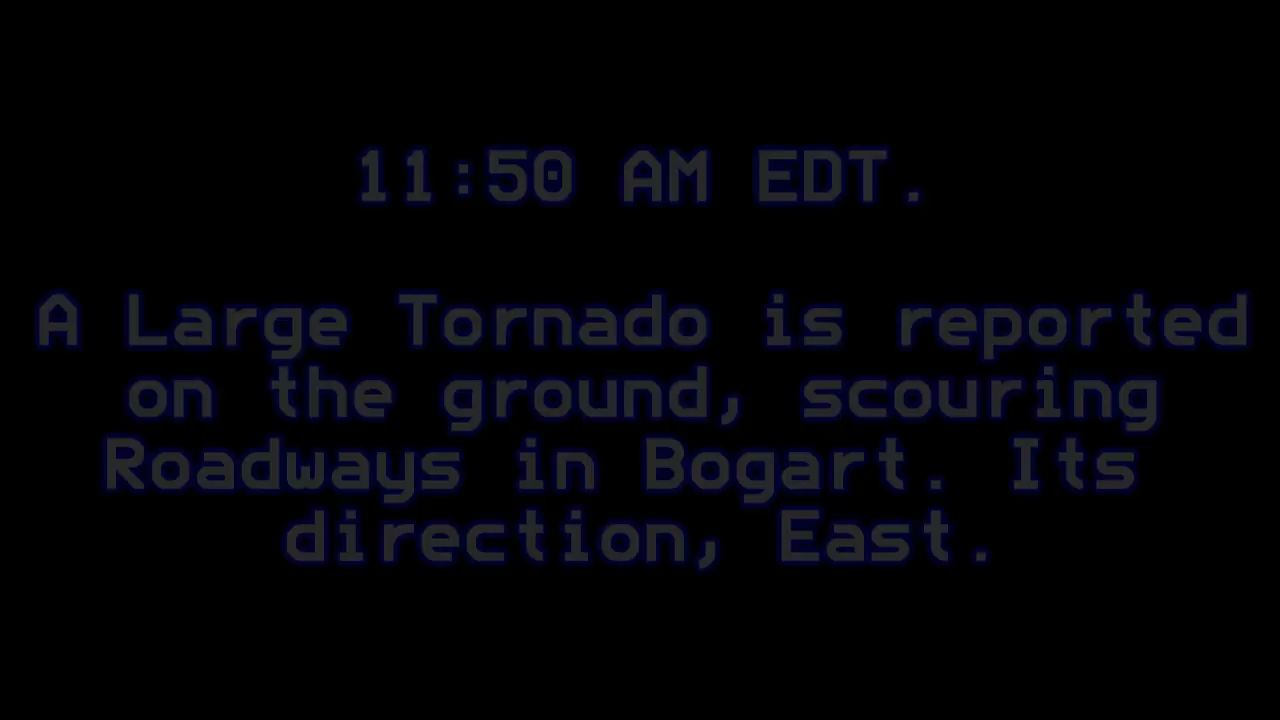 11:50 AM EDT.
A Large Tornado is reported
on the ground, scouring
Roadways in Bogart. Its
direction, East.